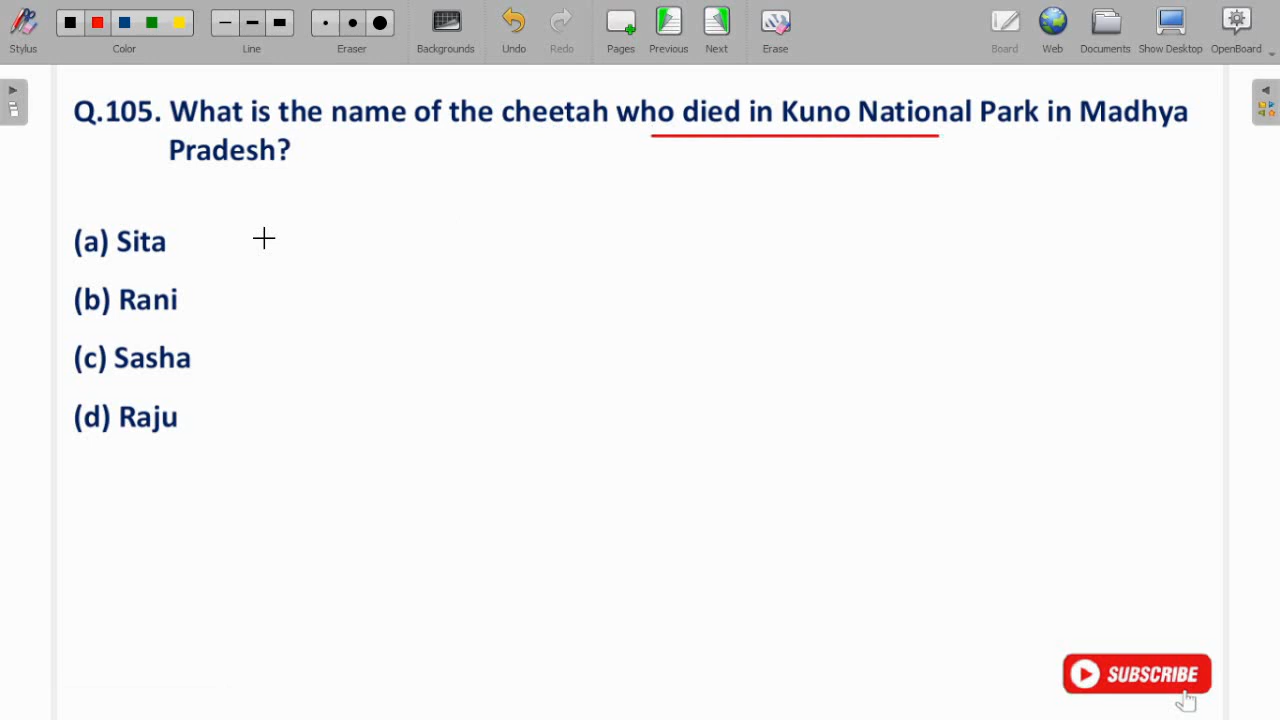 Stylus
Color
Line
Eraser
Backgrounds
Undo
Redo
Pages
Previous
Next
Erase
Board
Web
Documents
Show Desktop
OpenBoard
Q.105. What is the name of the cheetah who died in Kuno National Park in Madhya
Pradesh?
(a) Sita
(b) Rani
(c) Sasha
(d) Raju
SUBSCRIBE